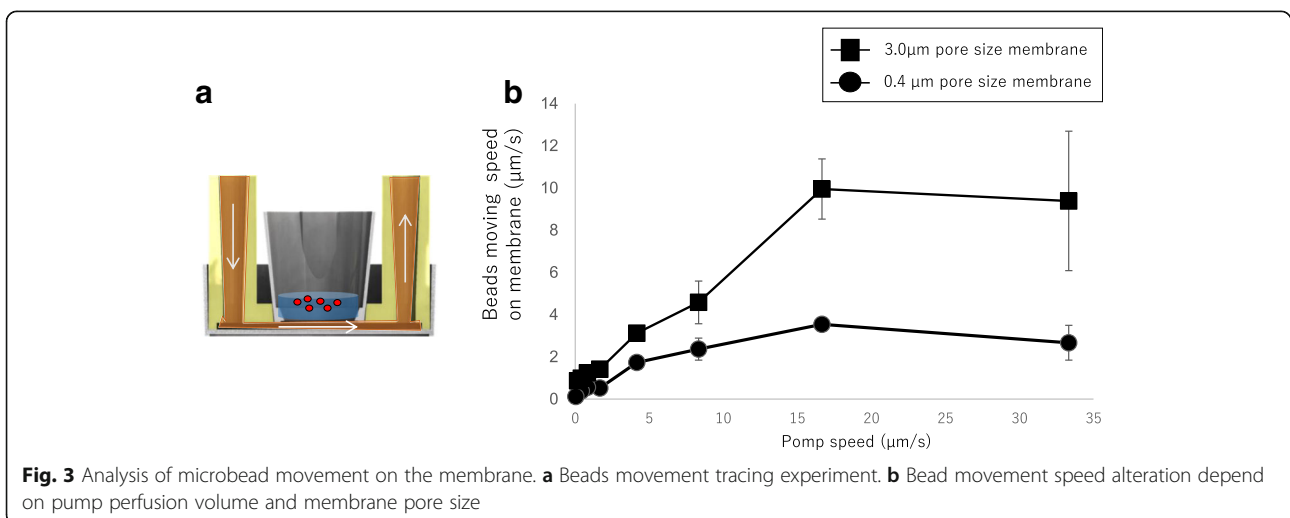 3.0μm pore size membrane
0.4 μm pore size membrane
a
b
Beads moving speed
on membrane (μm/s)
14
12
10
8
6
4
2
0
0 5 10 15 20 25 30 35
Pomp speed (μm/s)
Fig. 3 Analysis of microbead movement on the membrane. a Beads movement tracing experiment. b Bead movement speed alteration depend
on pump perfusion volume and membrane pore size